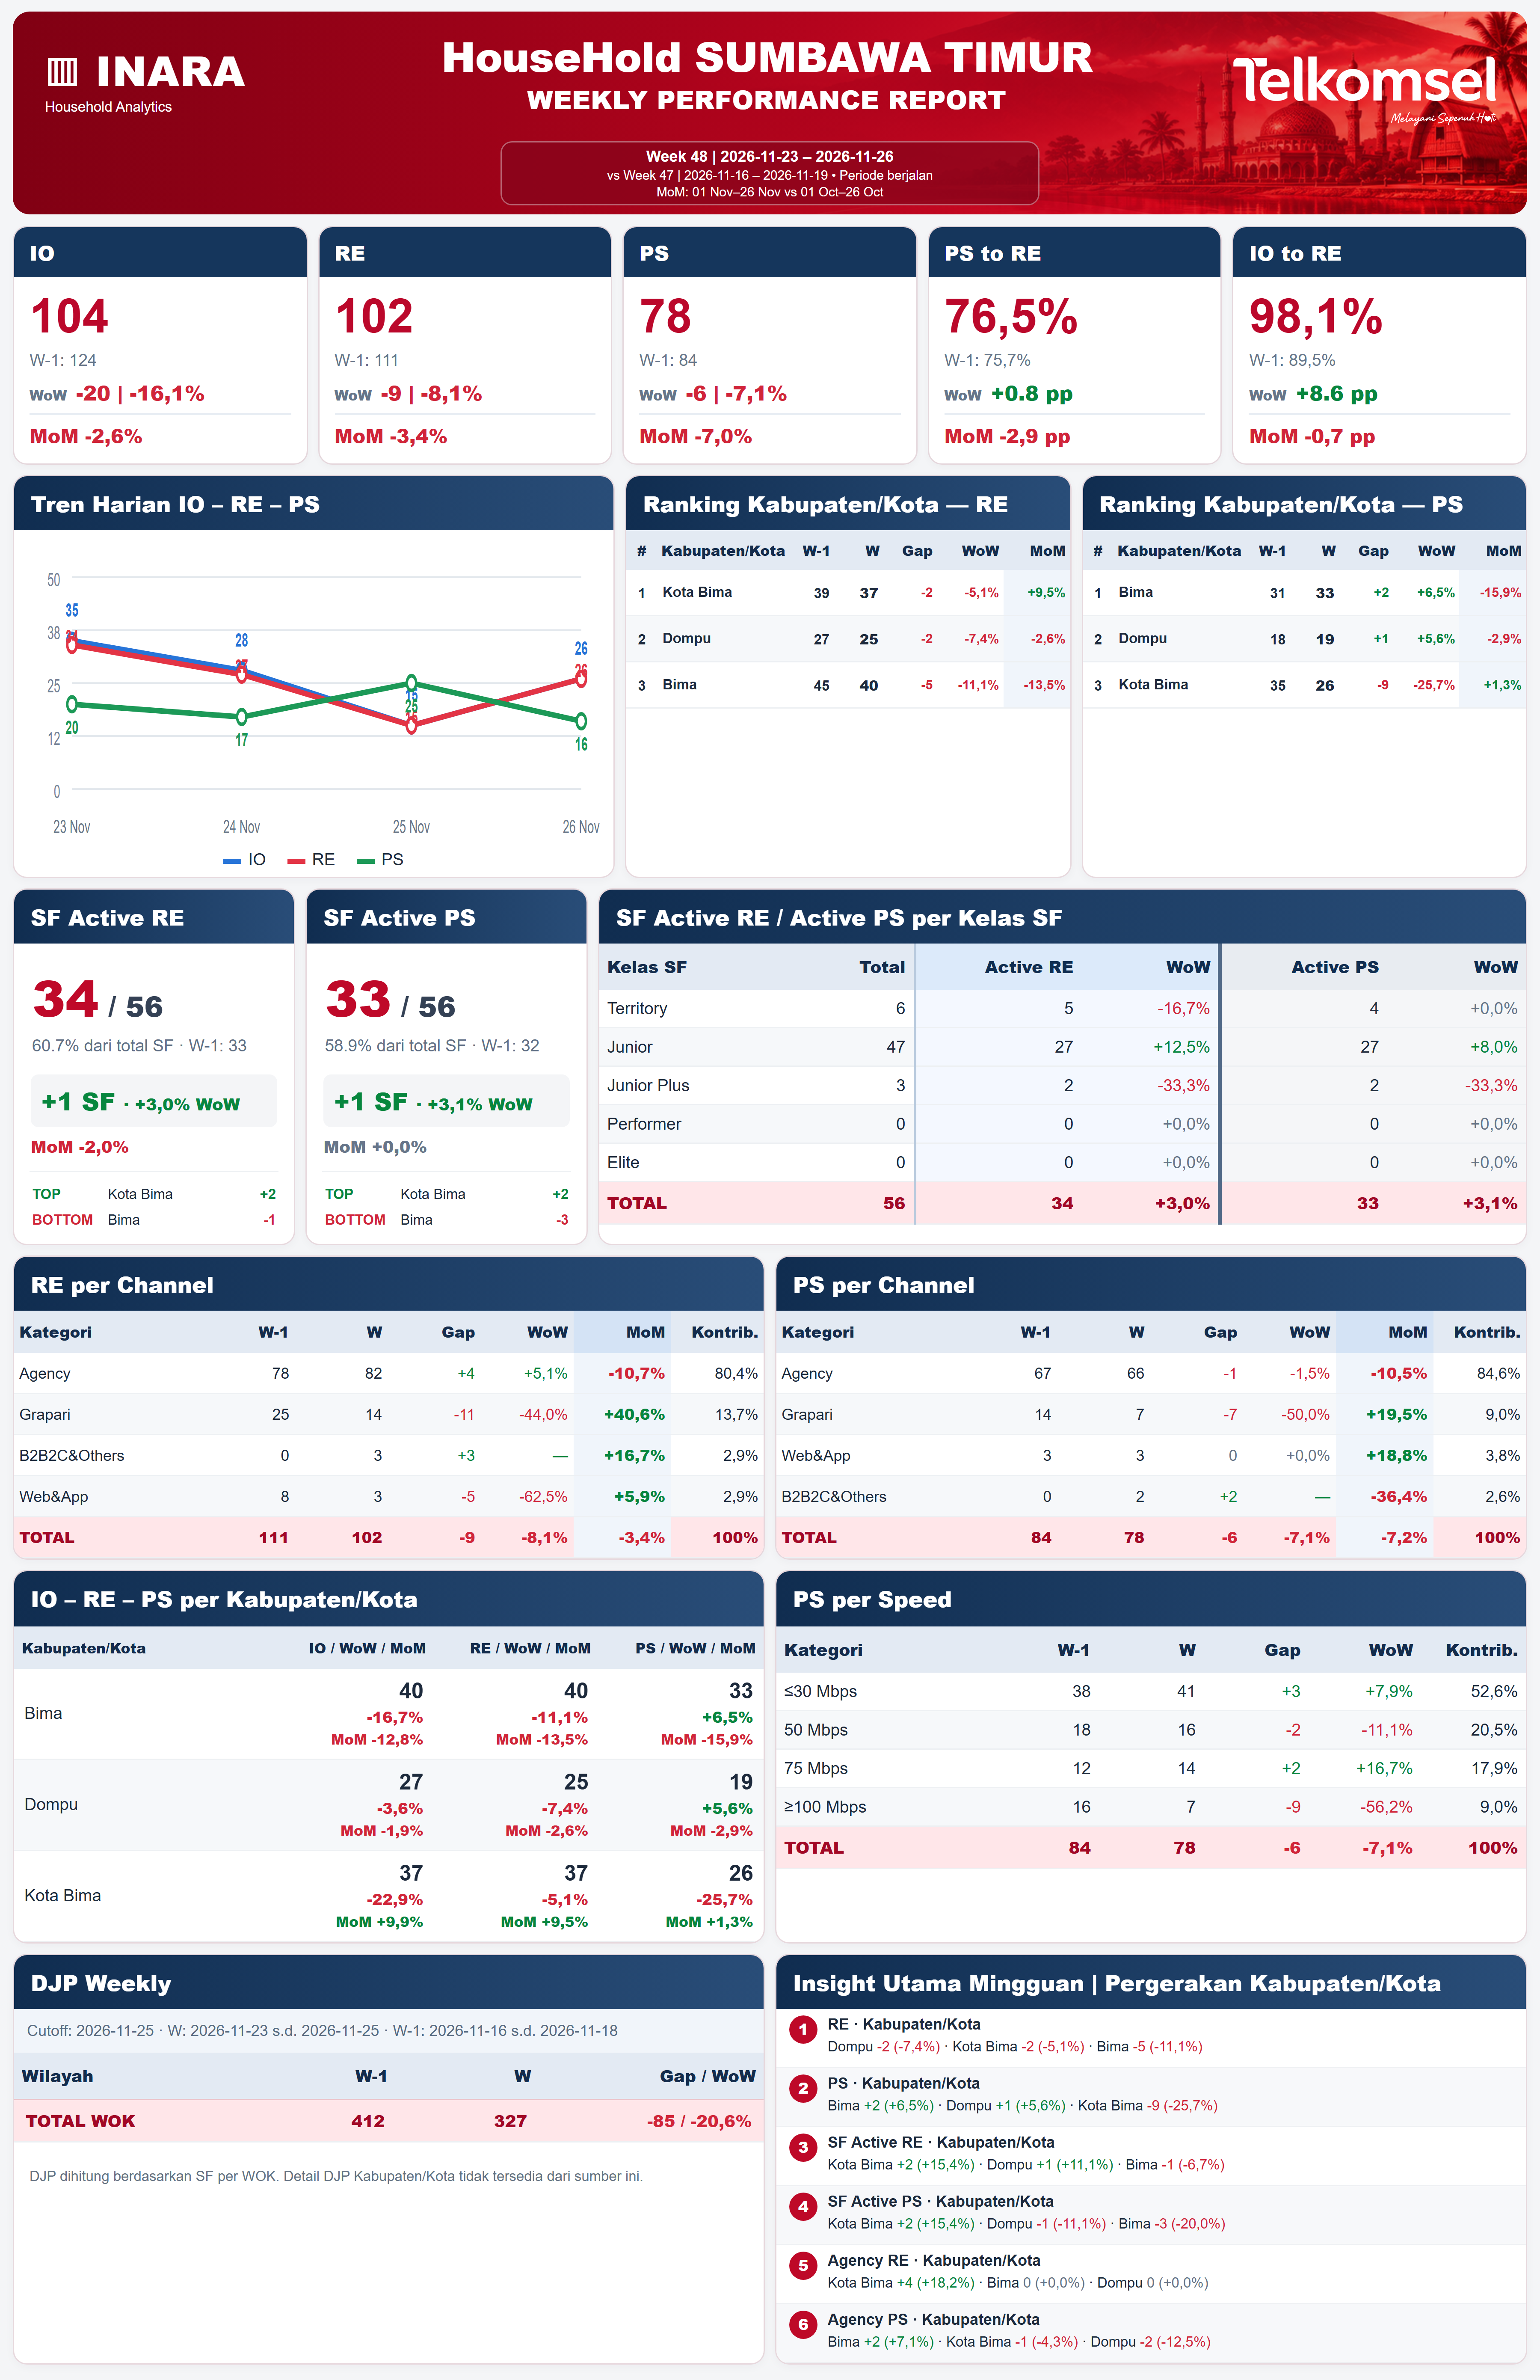 INARA
Household Analytics
HouseHold SUMBAWA TIMUR
WEEKLY PERFORMANCE REPORT
Week 48 | 2026-11-23 – 2026-11-26
vs Week 47 | 2026-11-16 – 2026-11-19 • Periode berjalan
MoM: 01 Nov–26 Nov vs 01 Oct–26 Oct
Telkomsel
Melayani Sepenuh Hati
IO
104
W-1: 124
WoW -20 | -16,1%
MoM -2,6%
RE
102
W-1: 111
WoW -9 | -8,1%
MoM -3,4%
PS
78
W-1: 84
WoW -6 | -7,1%
MoM -7,0%
PS to RE
76,5%
W-1: 75,7%
WoW +0.8 pp
MoM -2,9 pp
IO to RE
98,1%
W-1: 89,5%
WoW +8.6 pp
MoM -0,7 pp
Tren Harian IO – RE – PS
50
38
25
12
0
35
28
15
26
27
26
20
17
25
16
23 Nov 24 Nov 25 Nov 26 Nov
IO RE PS
Ranking Kabupaten/Kota — RE
# Kabupaten/Kota W-1 W Gap WoW MoM
1 Kota Bima 39 37 -2 -5,1% +9,5%
2 Dompu 27 25 -2 -7,4% -2,6%
3 Bima 45 40 -5 -11,1% -13,5%
Ranking Kabupaten/Kota — PS
# Kabupaten/Kota W-1 W Gap WoW MoM
1 Bima 31 33 +2 +6,5% -15,9%
2 Dompu 18 19 +1 +5,6% -2,9%
3 Kota Bima 35 26 -9 -25,7% +1,3%
SF Active RE
34 / 56
60.7% dari total SF · W-1: 33
+1 SF · +3,0% WoW
MoM -2,0%
TOP Kota Bima +2
BOTTOM Bima -1
SF Active PS
33 / 56
58.9% dari total SF · W-1: 32
+1 SF · +3,1% WoW
MoM +0,0%
TOP Kota Bima +2
BOTTOM Bima -3
SF Active RE / Active PS per Kelas SF
Kelas SF Total Active RE WoW Active PS WoW
Territory 6 5 -16,7% 4 +0,0%
Junior 47 27 +12,5% 27 +8,0%
Junior Plus 3 2 -33,3% 2 -33,3%
Performer 0 0 +0,0% 0 +0,0%
Elite 0 0 +0,0% 0 +0,0%
TOTAL 56 34 +3,0% 33 +3,1%
RE per Channel
Kategori W-1 W Gap WoW MoM Kontrib.
Agency 78 82 +4 +5,1% -10,7% 80,4%
Grapari 25 14 -11 -44,0% +40,6% 13,7%
B2B2C&Others 0 3 +3 — +16,7% 2,9%
Web&App 8 3 -5 -62,5% +5,9% 2,9%
TOTAL 111 102 -9 -8,1% -3,4% 100%
PS per Channel
Kategori W-1 W Gap WoW MoM Kontrib.
Agency 67 66 -1 -1,5% -10,5% 84,6%
Grapari 14 7 -7 -50,0% +19,5% 9,0%
Web&App 3 3 0 +0,0% +18,8% 3,8%
B2B2C&Others 0 2 +2 — -36,4% 2,6%
TOTAL 84 78 -6 -7,1% -7,2% 100%
IO – RE – PS per Kabupaten/Kota
Kabupaten/Kota IO / WoW / MoM RE / WoW / MoM PS / WoW / MoM
40 40 33
Bima -16,7% -11,1% +6,5%
MoM -12,8% MoM -13,5% MoM -15,9%
27 25 19
Dompu -3,6% -7,4% +5,6%
MoM -1,9% MoM -2,6% MoM -2,9%
37 37 26
Kota Bima -22,9% -5,1% -25,7%
MoM +9,9% MoM +9,5% MoM +1,3%
PS per Speed
Kategori W-1 W Gap WoW Kontrib.
≤30 Mbps 38 41 +3 +7,9% 52,6%
50 Mbps 18 16 -2 -11,1% 20,5%
75 Mbps 12 14 +2 +16,7% 17,9%
≥100 Mbps 16 7 -9 -56,2% 9,0%
TOTAL 84 78 -6 -7,1% 100%
DJP Weekly
Cutoff: 2026-11-25 · W: 2026-11-23 s.d. 2026-11-25 · W-1: 2026-11-16 s.d. 2026-11-18
Wilayah W-1 W Gap / WoW
TOTAL WOK 412 327 -85 / -20,6%
DJP dihitung berdasarkan SF per WOK. Detail DJP Kabupaten/Kota tidak tersedia dari sumber ini.
Insight Utama Mingguan | Pergerakan Kabupaten/Kota
1 RE · Kabupaten/Kota
Dompu -2 (-7,4%) · Kota Bima -2 (-5,1%) · Bima -5 (-11,1%)
2 PS · Kabupaten/Kota
Bima +2 (+6,5%) · Dompu +1 (+5,6%) · Kota Bima -9 (-25,7%)
3 SF Active RE · Kabupaten/Kota
Kota Bima +2 (+15,4%) · Dompu +1 (+11,1%) · Bima -1 (-6,7%)
4 SF Active PS · Kabupaten/Kota
Kota Bima +2 (+15,4%) · Dompu -1 (-11,1%) · Bima -3 (-20,0%)
5 Agency RE · Kabupaten/Kota
Kota Bima +4 (+18,2%) · Bima 0 (+0,0%) · Dompu 0 (+0,0%)
6 Agency PS · Kabupaten/Kota
Bima +2 (+7,1%) · Kota Bima -1 (-4,3%) · Dompu -2 (-12,5%)